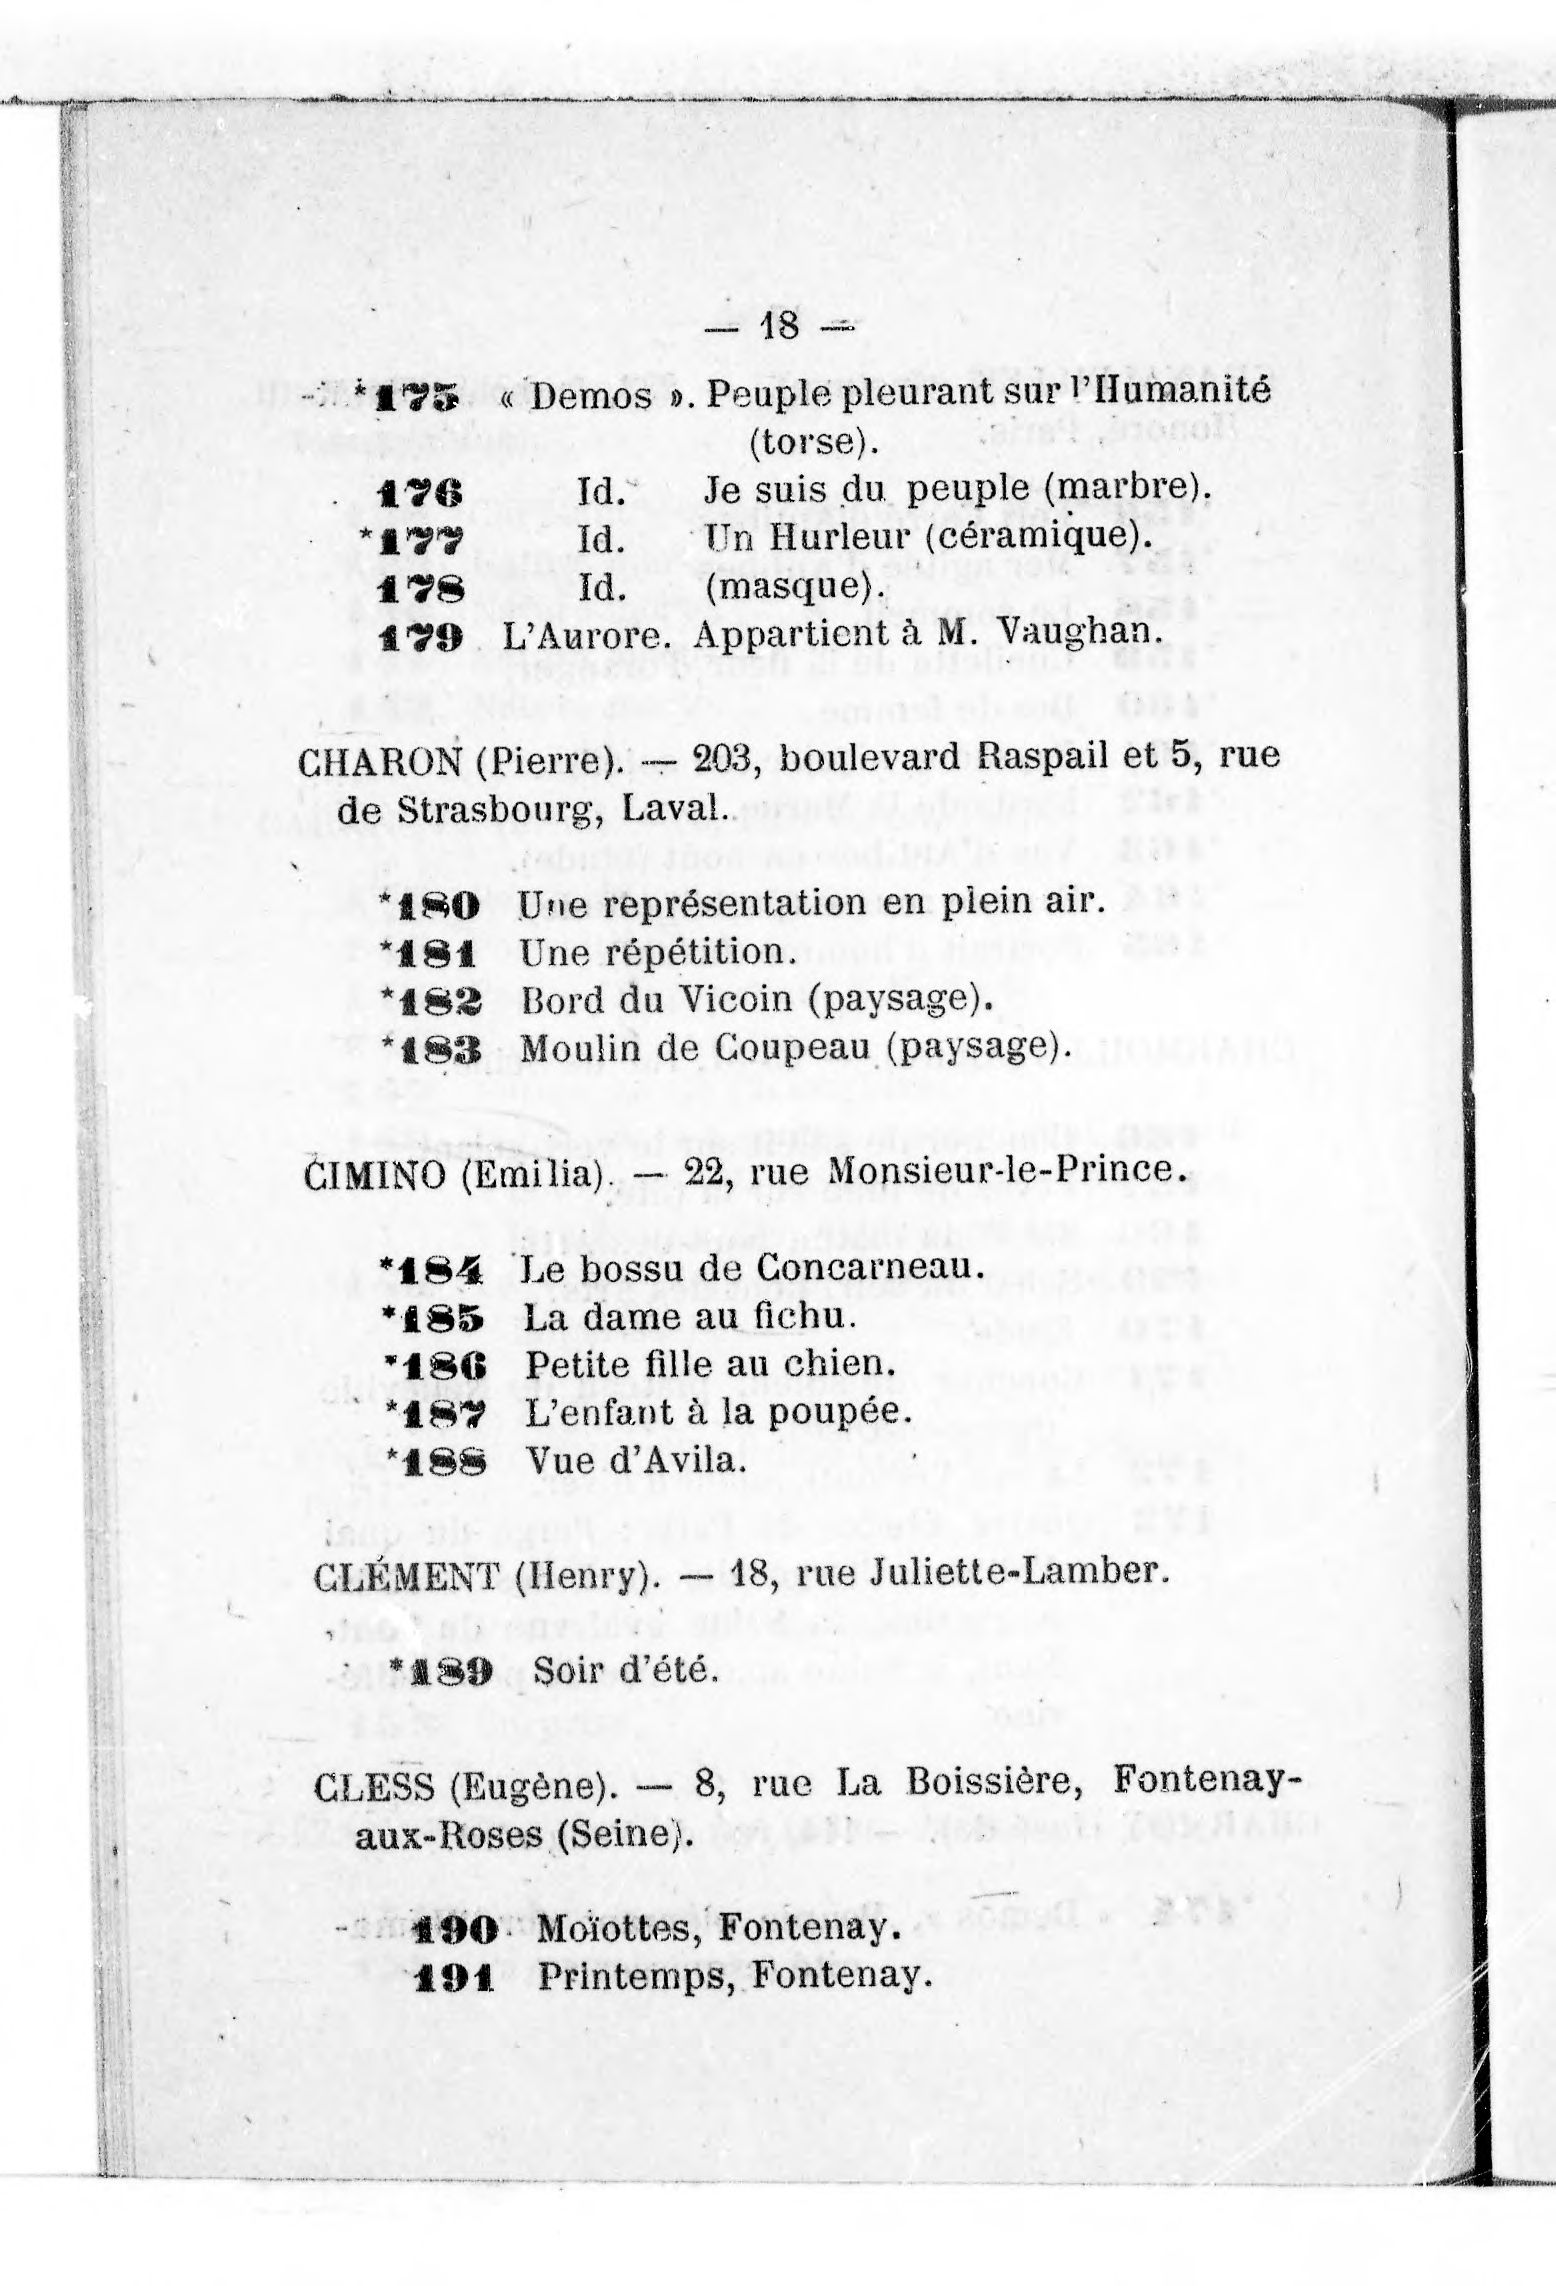 — 18 —
*175 « Demos ». Peuple pleurant sur l'Humanité
(torse).
176 Id. Je suis du peuple (marbre).
*177 Id. Un Hurleur (céramique).
178 Id. (masque).
179 L'Aurore. Appartient à M. Vaughan.
CHARON (Pierre). — 203, boulevard Raspail et 5, rue
de Strasbourg, Laval.
*180 Une représentation en plein air.
*181 Une répétition.
*182 Bord du Vicoin (paysage).
*183 Moulin de Coupeau (paysage).
CIMINO (Emilia). — 22, rue Monsieur-le-Prince.
*184 Le bossu de Concarneau.
*185 La dame au fichu.
*186 Petite fille au chien.
*187 L'enfant à la poupée.
*188 Vue d'Avila.
CLÉMENT (Henry). — 18, rue Juliette-Lamber.
*189 Soir d'été.
CLESS (Eugène). — 8, rue La Boissière, Fontenay-
aux-Roses (Seine).
190 Moïottes, Fontenay.
191 Printemps, Fontenay.